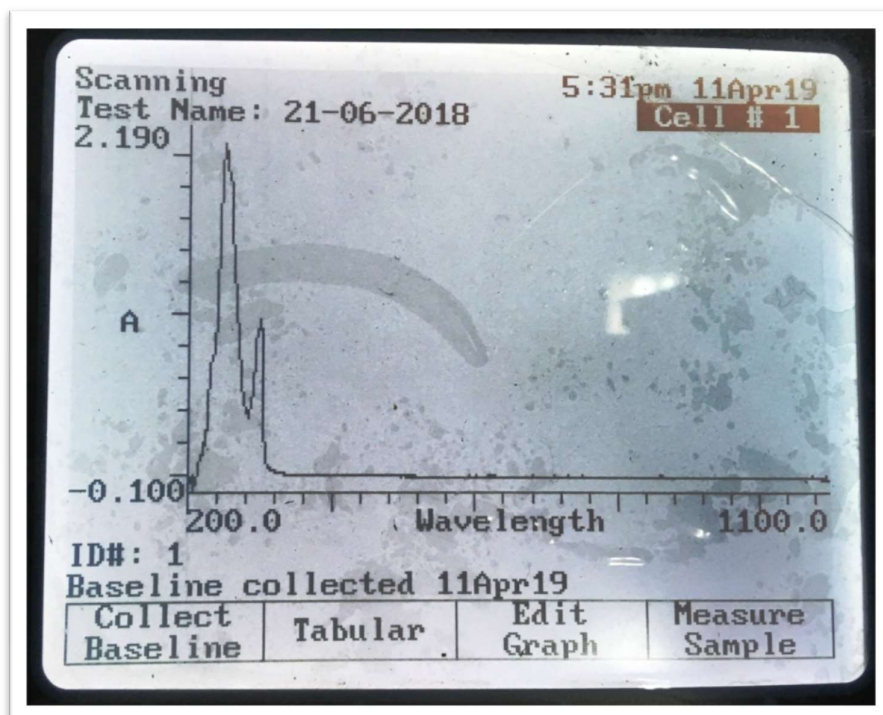 Scanning 5:31pm 11Apr19
Test Name: 21-06-2018 Cell # 1
2.190
A
-0.100
200.0 Wavelength 1100.0
ID#: 1
Baseline collected 11Apr19
Collect Baseline Tabular Edit Graph Measure Sample